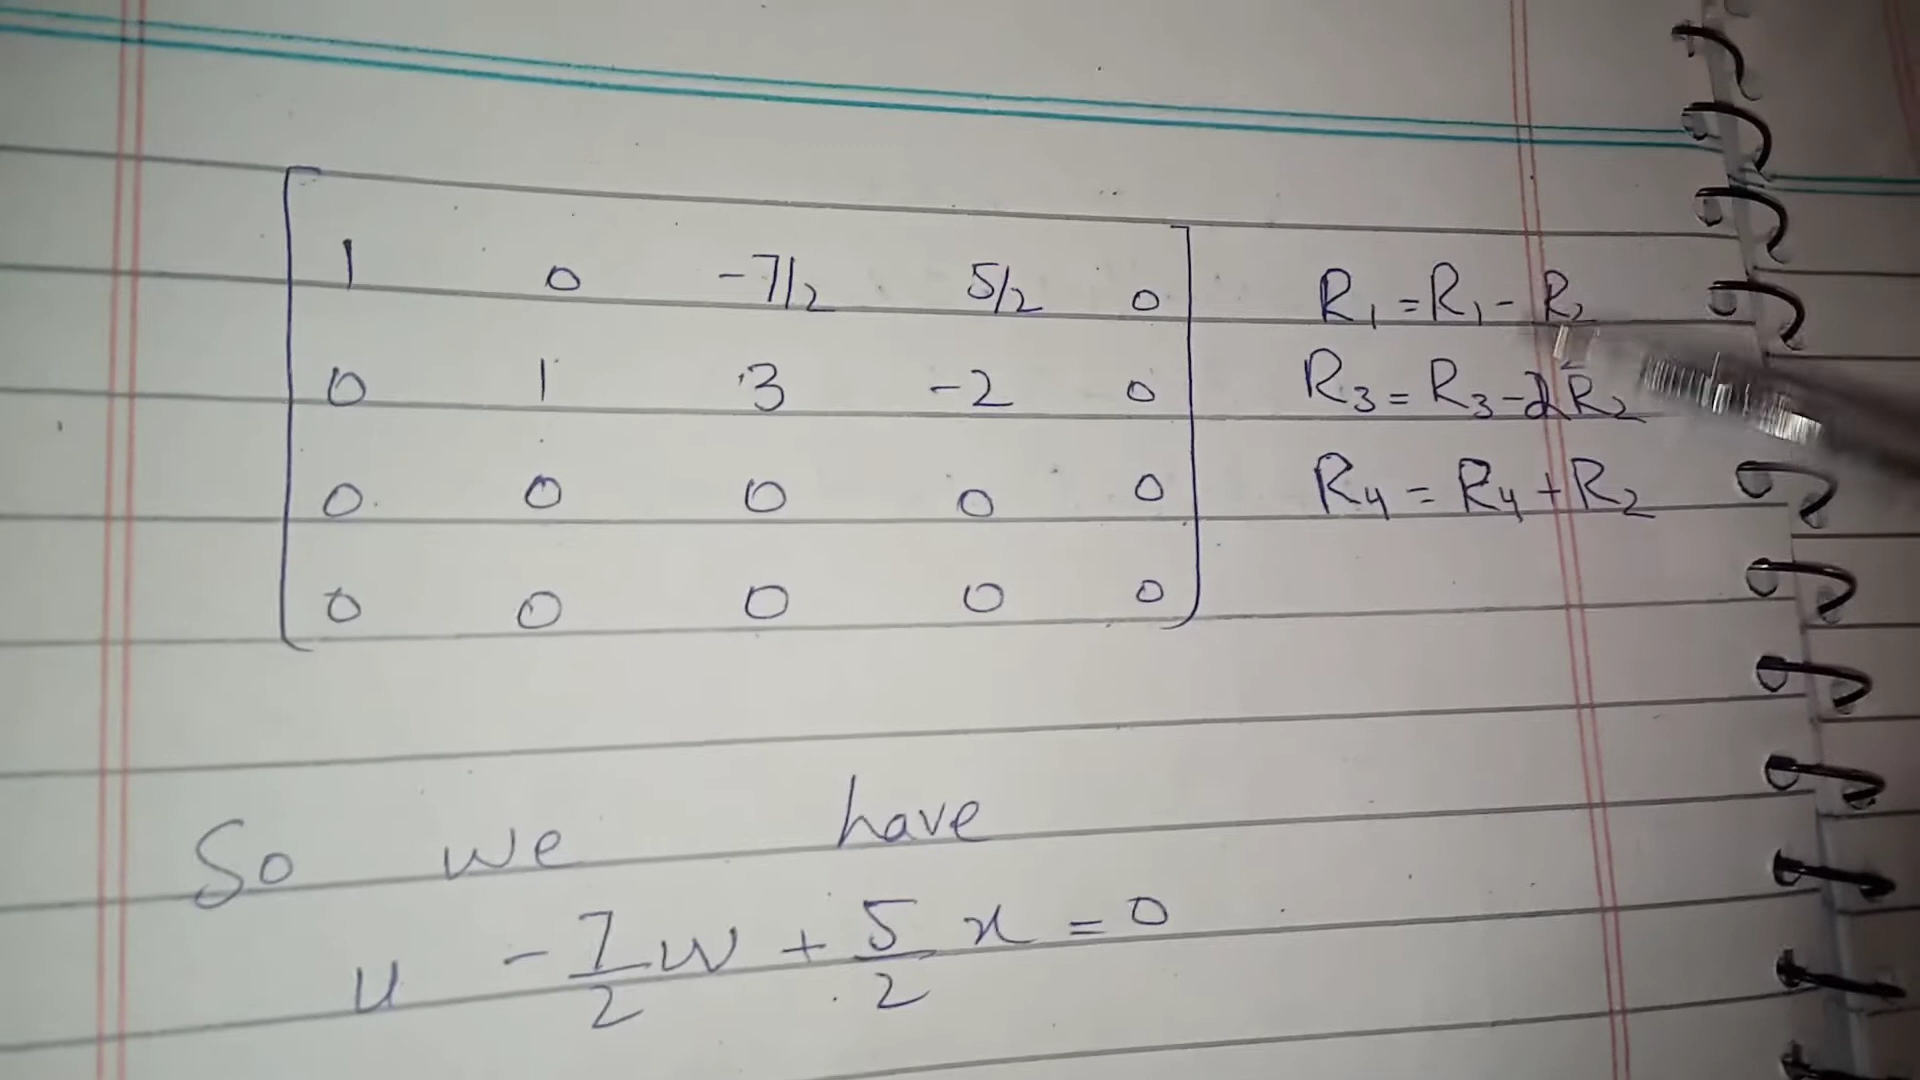 1 0 -7/2 5/2 0 R₁ = R₁ - R₂
0 1 3 -2 0 R₃ = R₃ - 2R₂
0 0 0 0 0 R₄ = R₄ + R₂
0 0 0 0 0
So we have
u - 7/2 w + 5/2 x = 0